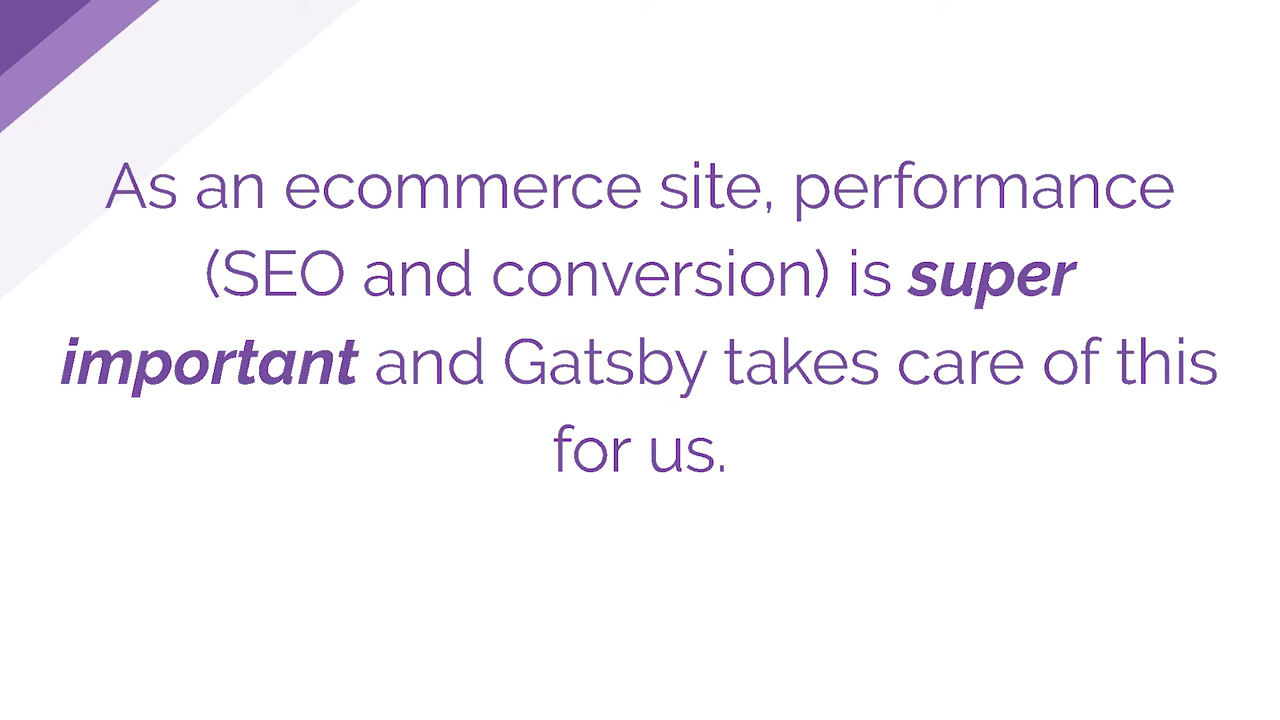 As an ecommerce site, performance
(SEO and conversion) is super
important and Gatsby takes care of this
for us.